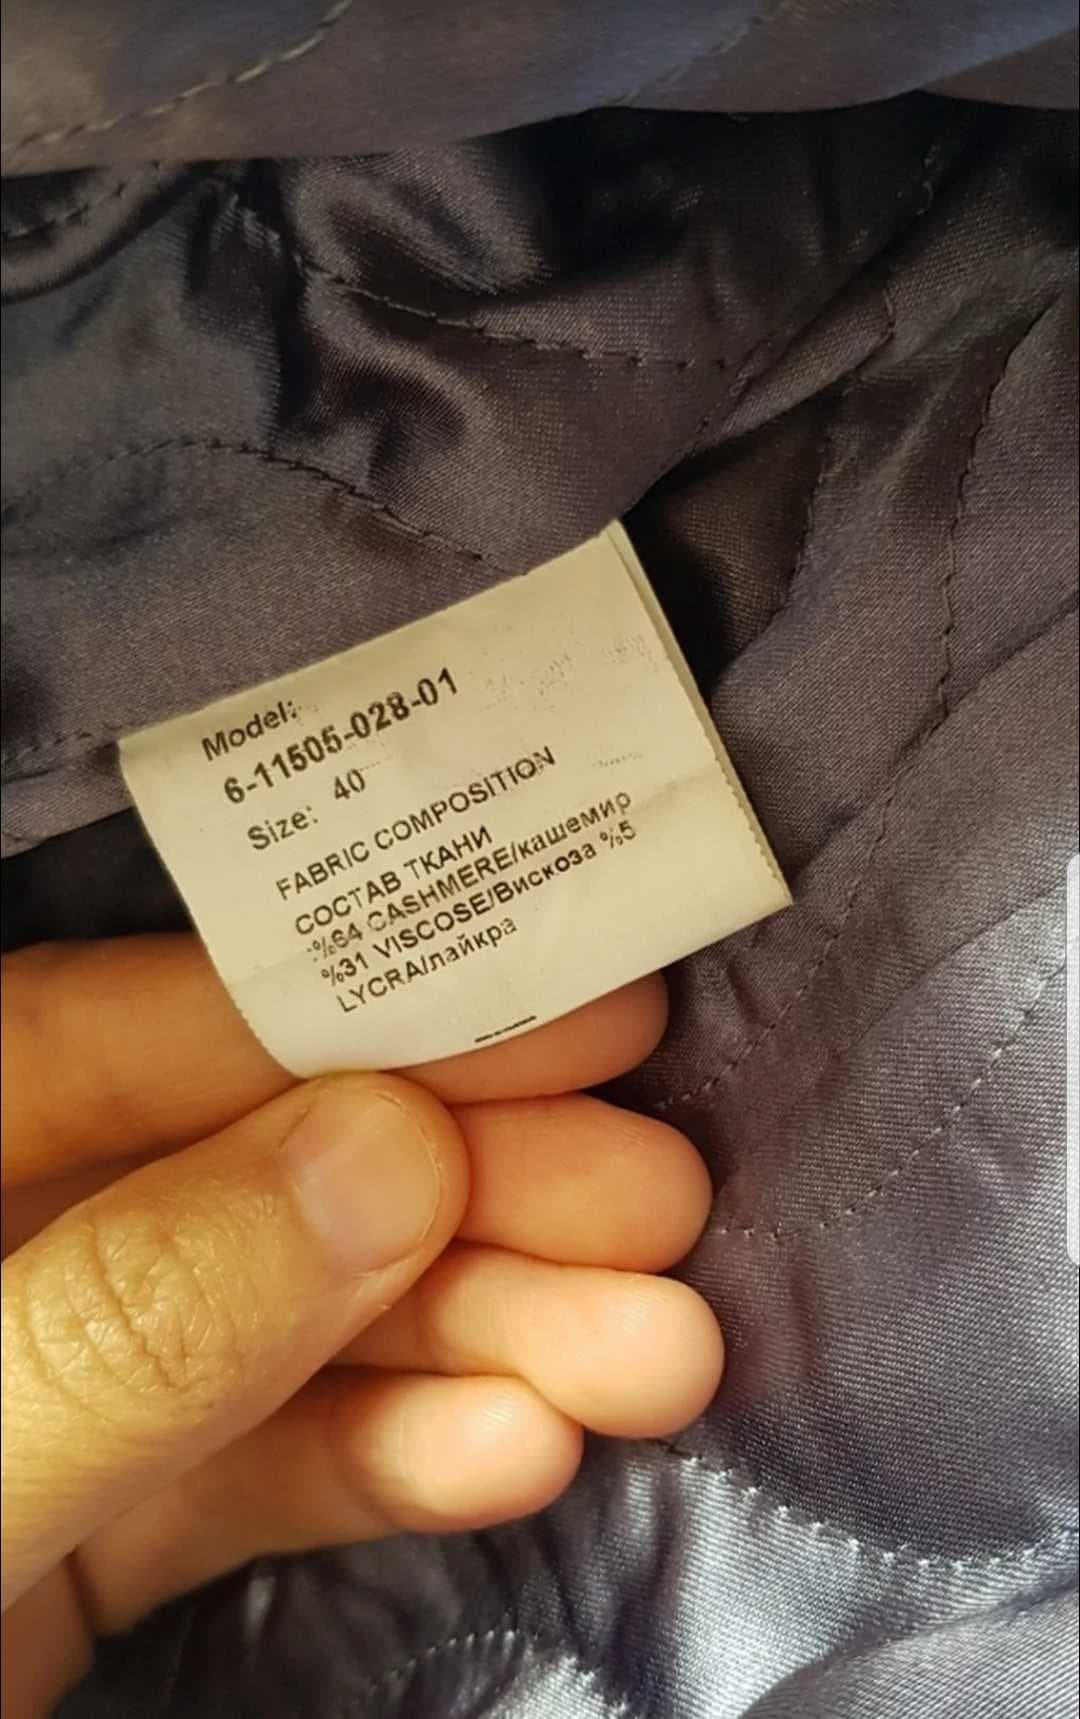 Model:
6-11505-028-01
Size: 40
FABRIC COMPOSITION
СОСТАВ ТКАНИ
%64 CASHMERE/кашемир
%31 VISCOSE/Вискоза %5
LYCRA/лайкра